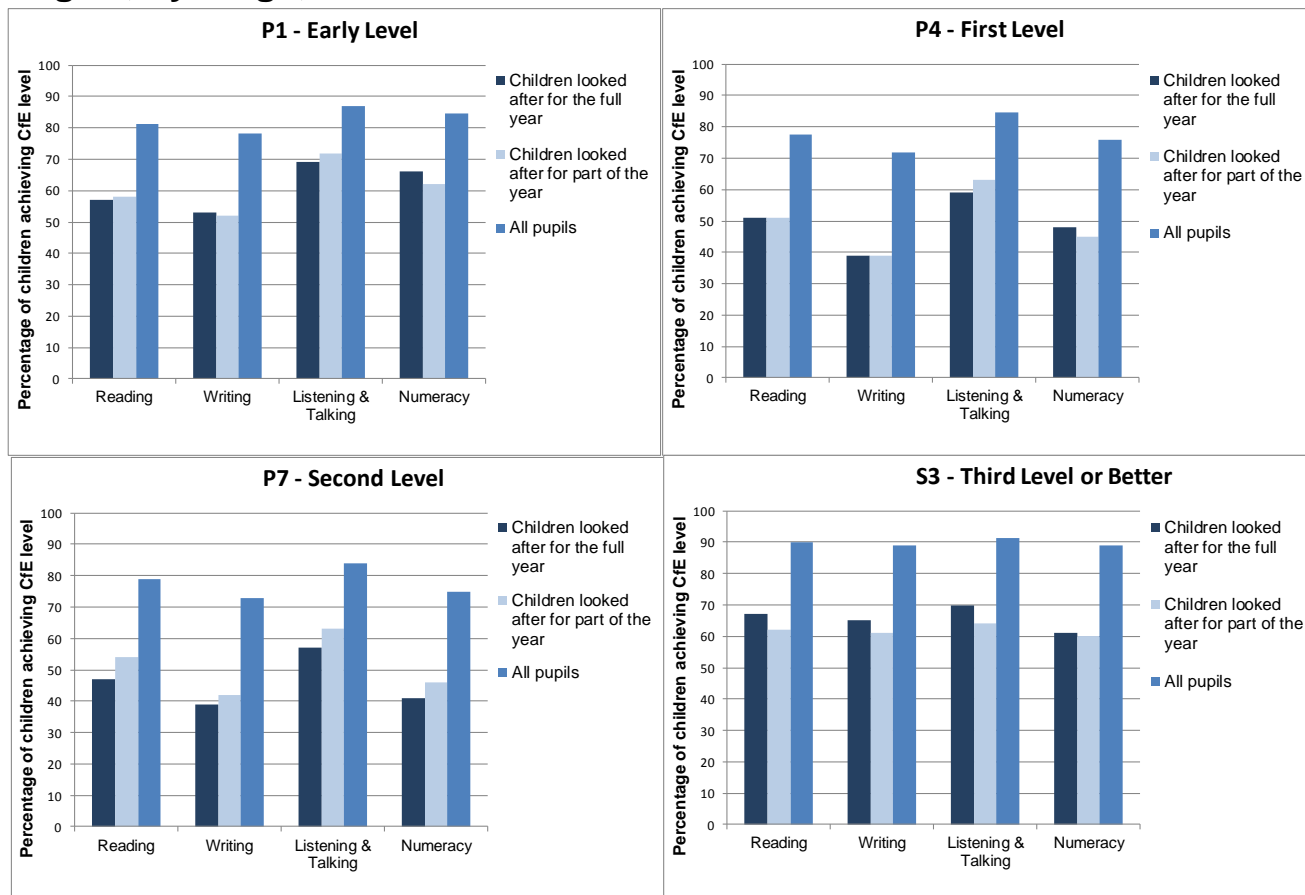 P1 - Early Level
Percentage of children achieving CfE level
100
90
80
70
60
50
40
30
20
10
0
Reading
Writing
Listening &
Talking
Numeracy
Children looked
after for the full
year
Children looked
after for part of the
year
All pupils
P4 - First Level
Percentage of children achieving CfE level
100
90
80
70
60
50
40
30
20
10
0
Reading
Writing
Listening &
Talking
Numeracy
Children looked
after for the full
year
Children looked
after for part of the
year
All pupils
P7 - Second Level
Percentage of children achieving CfE level
100
90
80
70
60
50
40
30
20
10
0
Reading
Writing
Listening &
Talking
Numeracy
Children looked
after for the full
year
Children looked
after for part of the
year
All pupils
S3 - Third Level or Better
Percentage of children achieving CfE level
100
90
80
70
60
50
40
30
20
10
0
Reading
Writing
Listening &
Talking
Numeracy
Children looked
after for the full
year
Children looked
after for part of the
year
All pupils